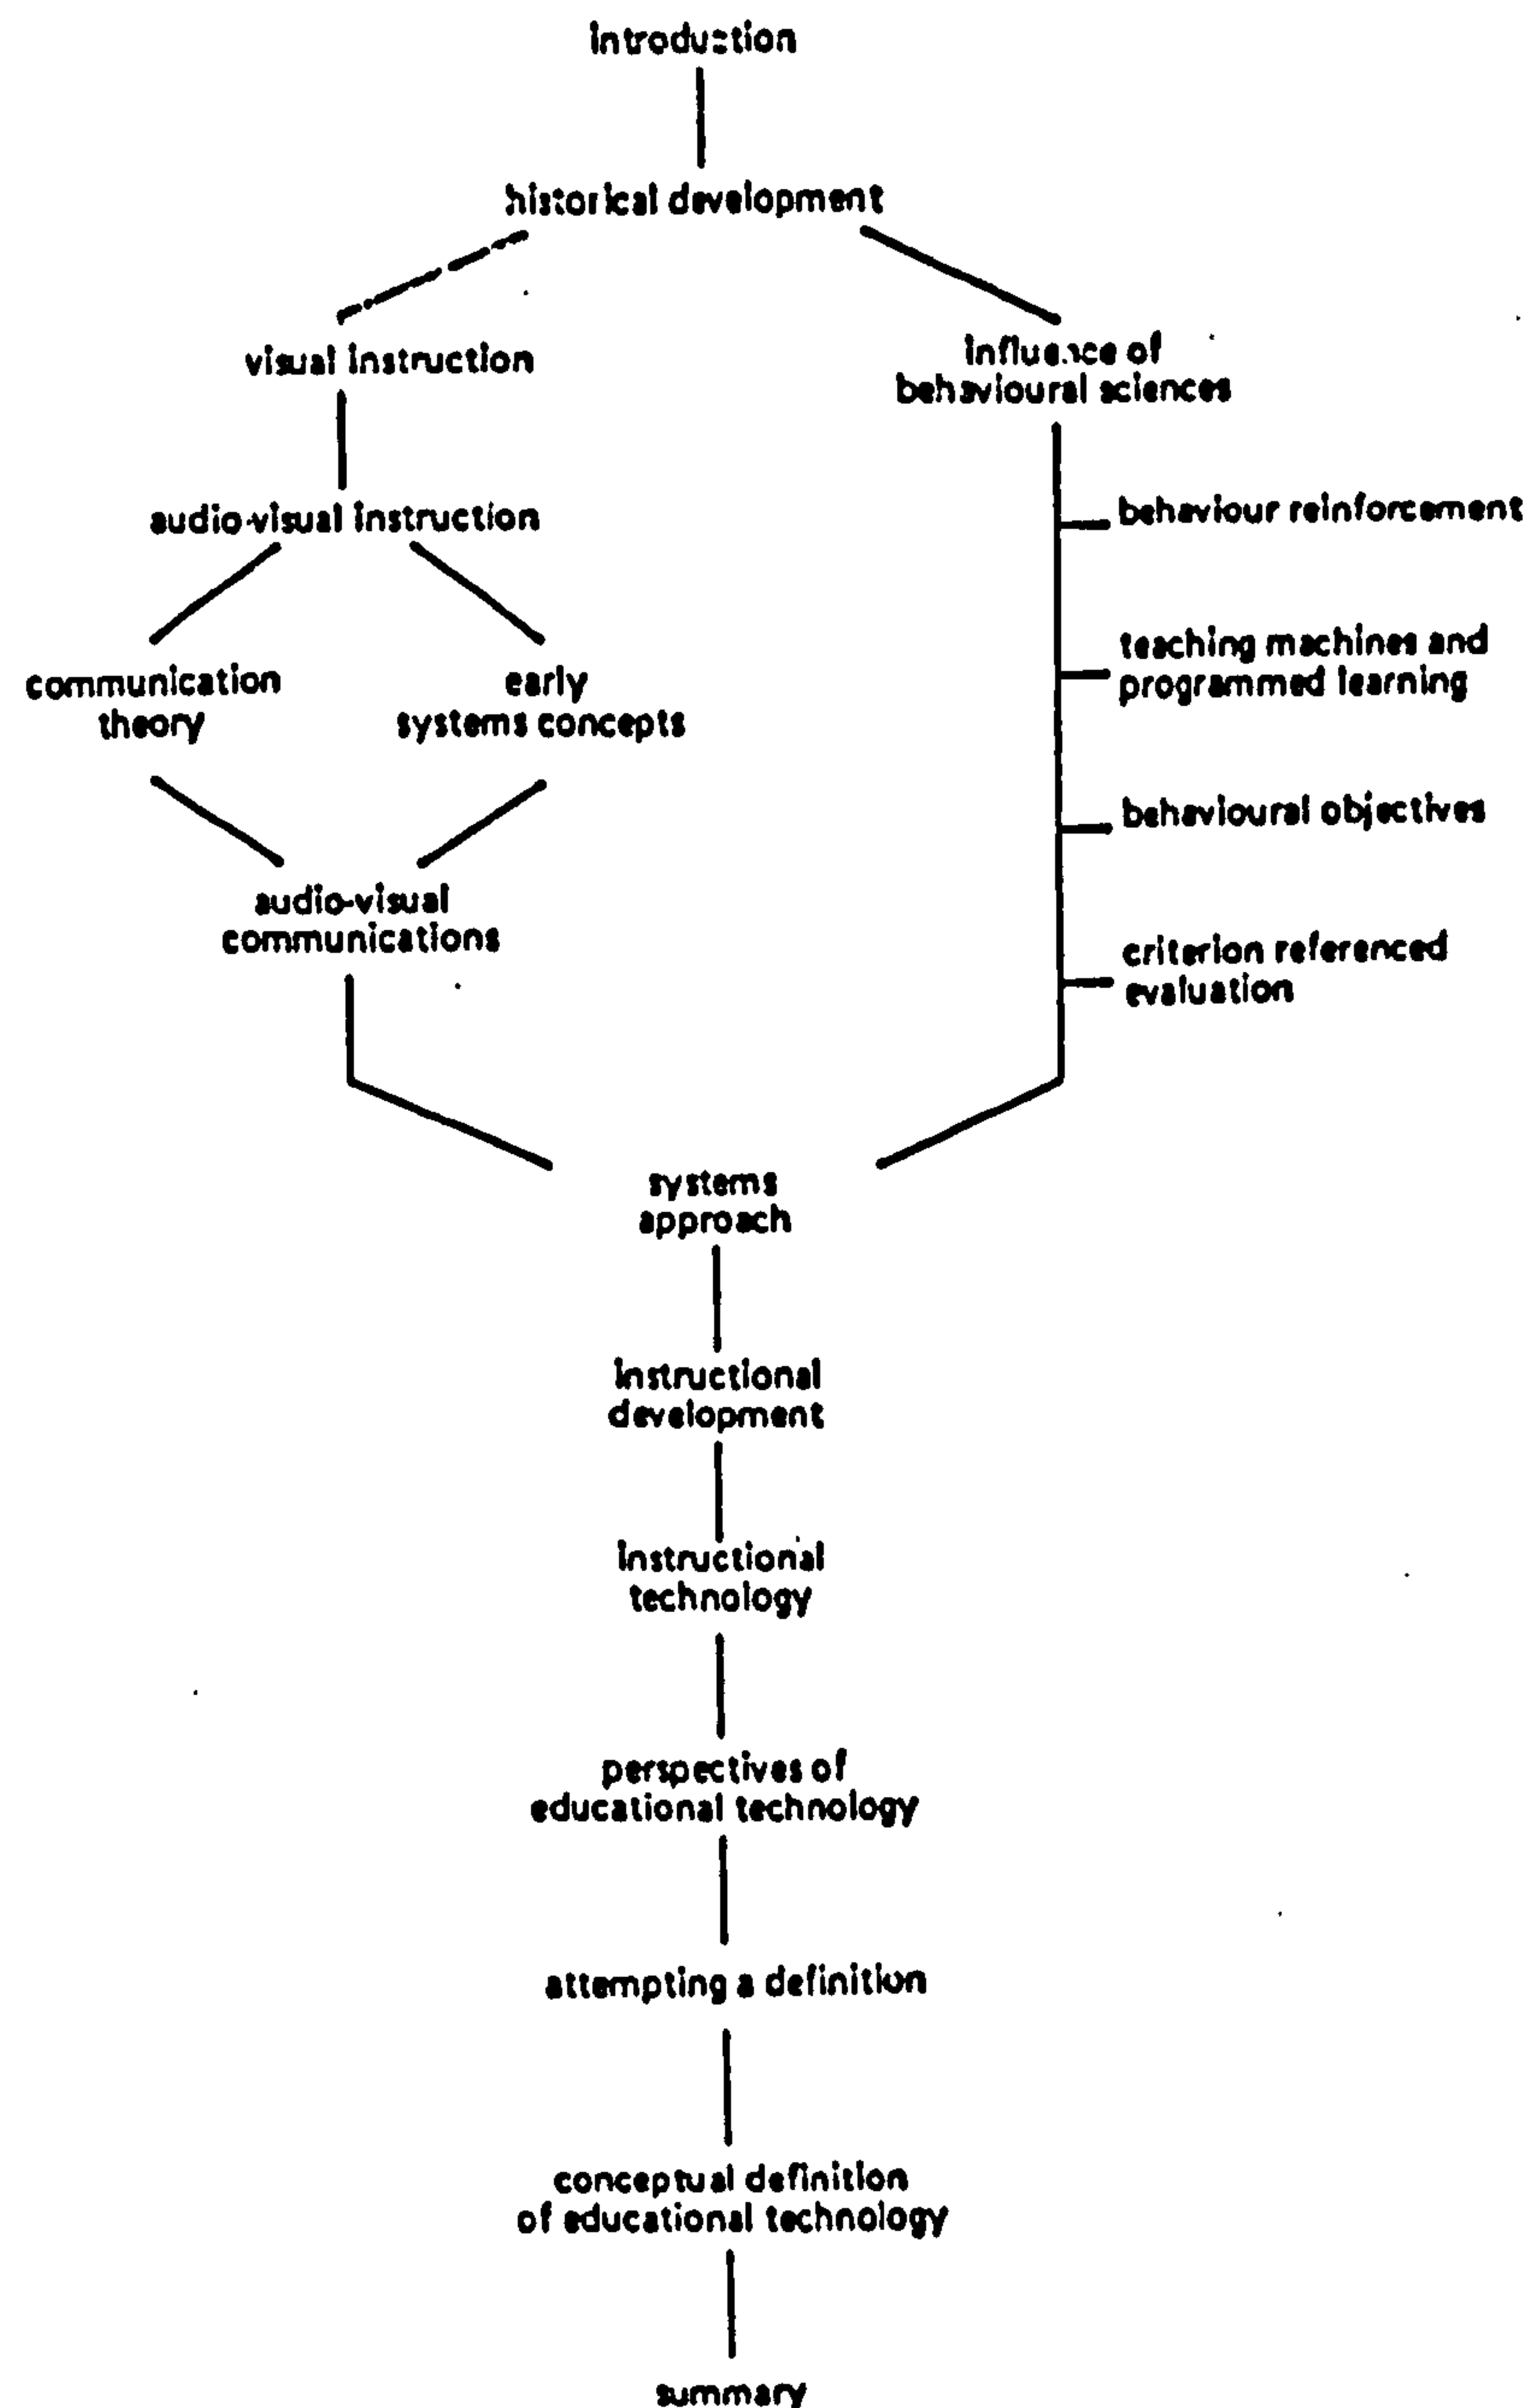 introduction
historical development
visual instruction
influence of
behavioural sciences
audio-visual instruction
behaviour reinforcement
communication
theory
early
systems concepts
teaching machines and
programmed learning
behavioural objectives
audio-visual
communications
criterion referenced
evaluation
systems
approach
instructional
development
instructional
technology
perspectives of
educational technology
attempting a definition
conceptual definition
of educational technology
summary